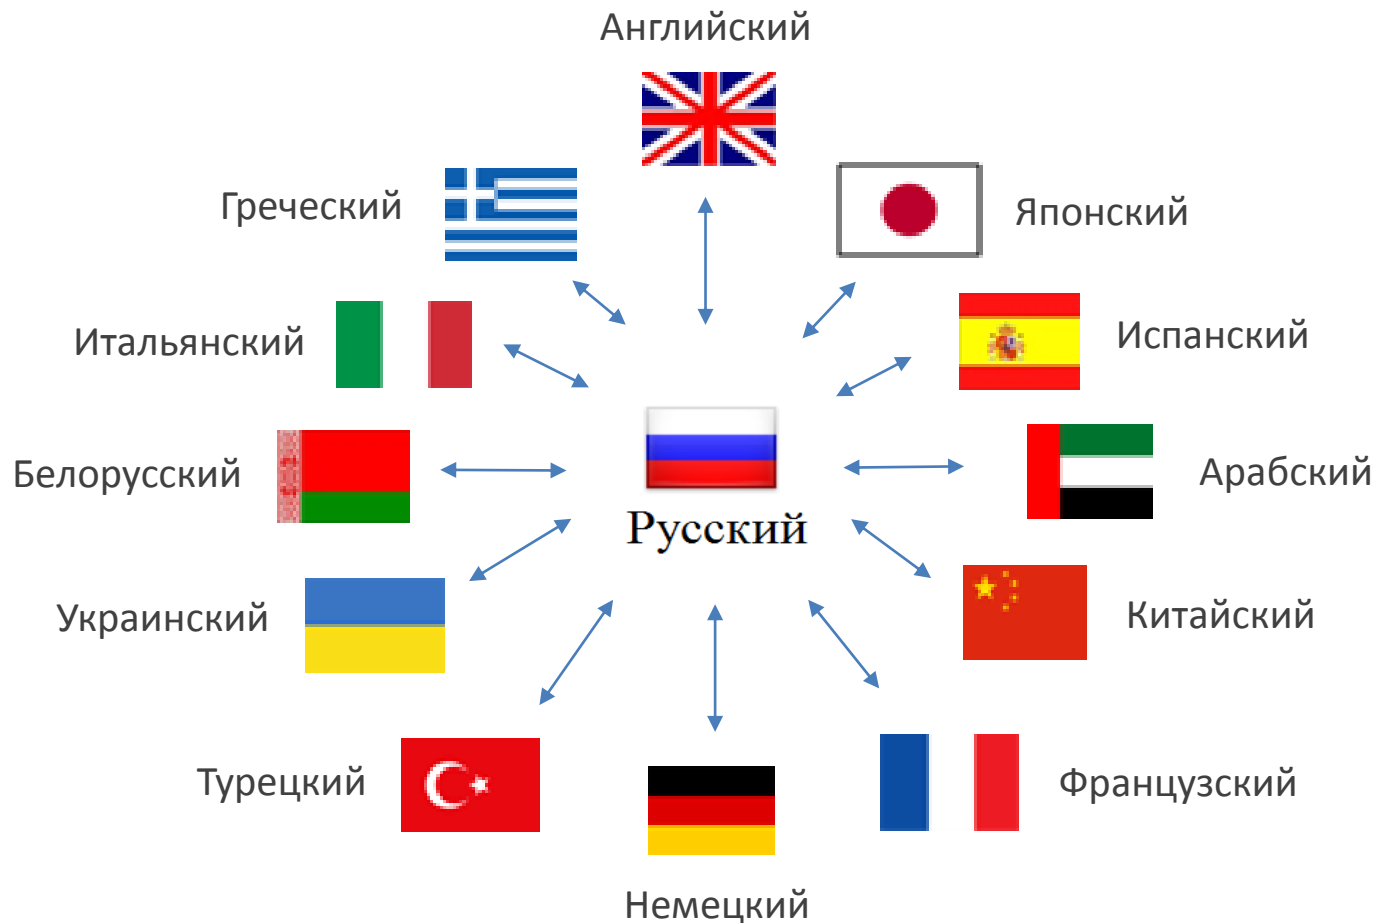 Английский
Греческий
Японский
Итальянский
Испанский
Белорусский
Арабский
Русский
Украинский
Китайский
Турецкий
Французский
Немецкий